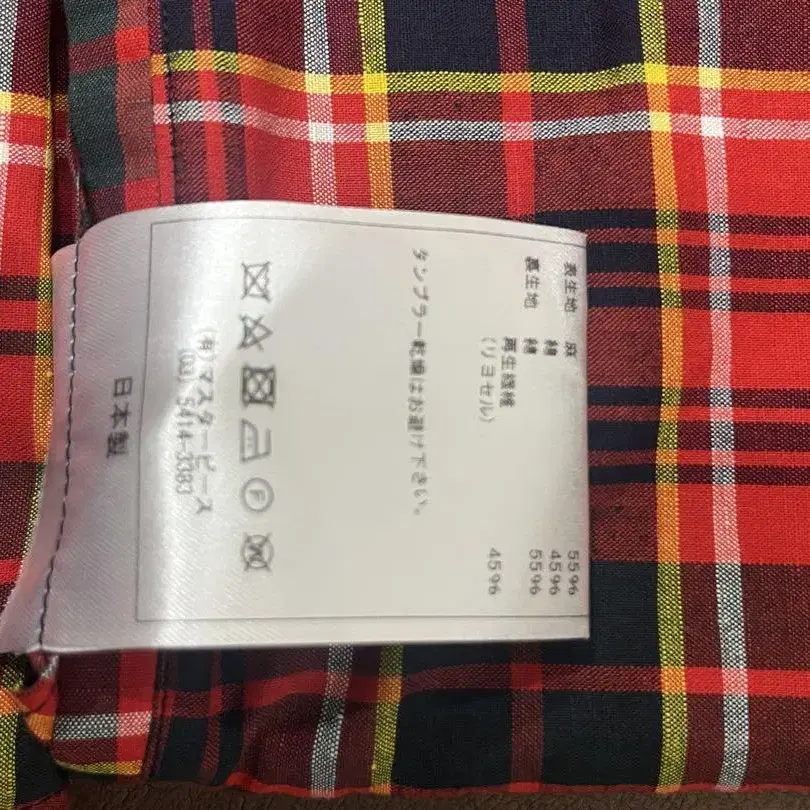 表生地 麻 55%
綿 45%
裏生地 綿 55%
再生繊維 45%
(リヨセル)
タンブラー乾燥はお避け下さい。
F
W
(有)マスターピース
(03) 5414-3383
日本製